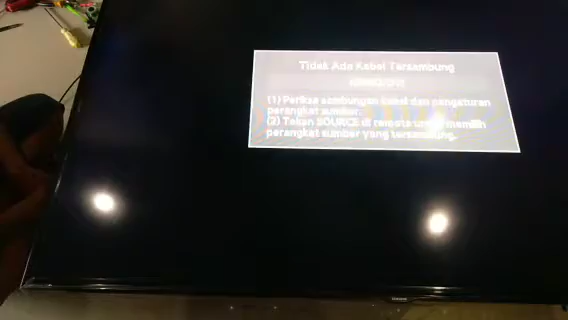 Tidak Ada Kabel Tersambung
(1) Periksa sambungan kabel dan pengaturan
perangkat sumber.
(2) Tekan SOURCE di remote untuk memilih
perangkat sumber yang tersambung.